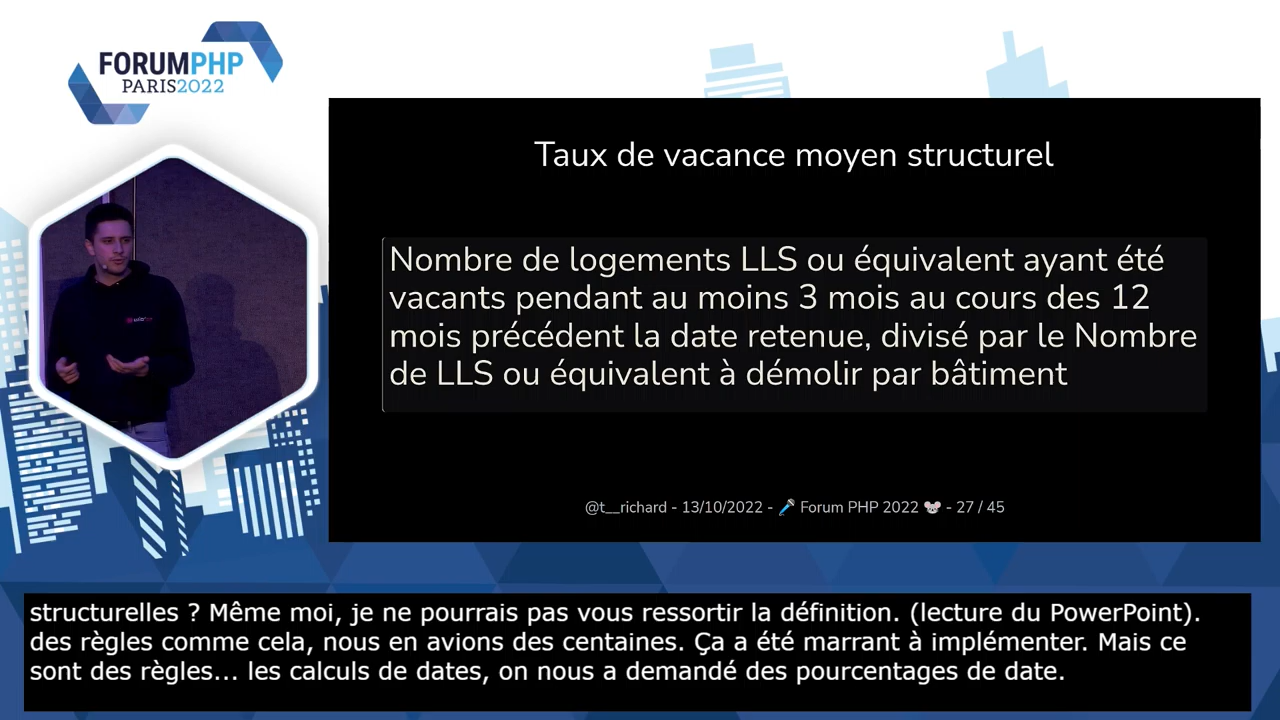 FORUMPHP
PARIS2022
Taux de vacance moyen structurel
Nombre de logements LLS ou équivalent ayant été
vacants pendant au moins 3 mois au cours des 12
mois précédent la date retenue, divisé par le Nombre
de LLS ou équivalent à démolir par bâtiment
@t__richard - 13/10/2022 - 🎤 Forum PHP 2022 🐭 - 27 / 45
structurelles ? Même moi, je ne pourrais pas vous ressortir la définition. (lecture du PowerPoint).
des règles comme cela, nous en avions des centaines. Ça a été marrant à implémenter. Mais ce
sont des règles... les calculs de dates, on nous a demandé des pourcentages de date.